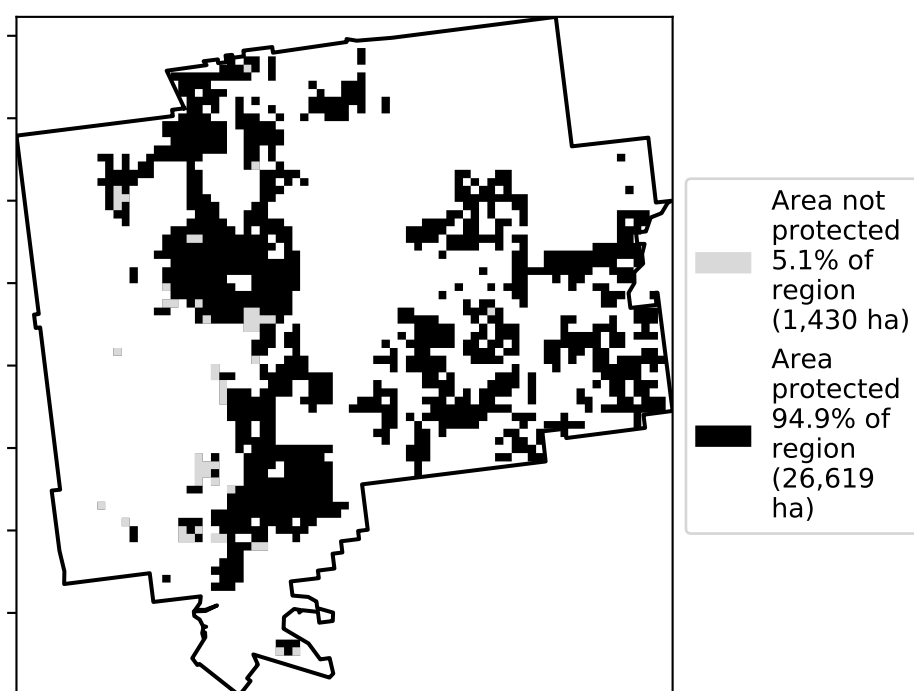 Area not
protected
5.1% of
region
(1,430 ha)
Area
protected
94.9% of
region
(26,619
ha)